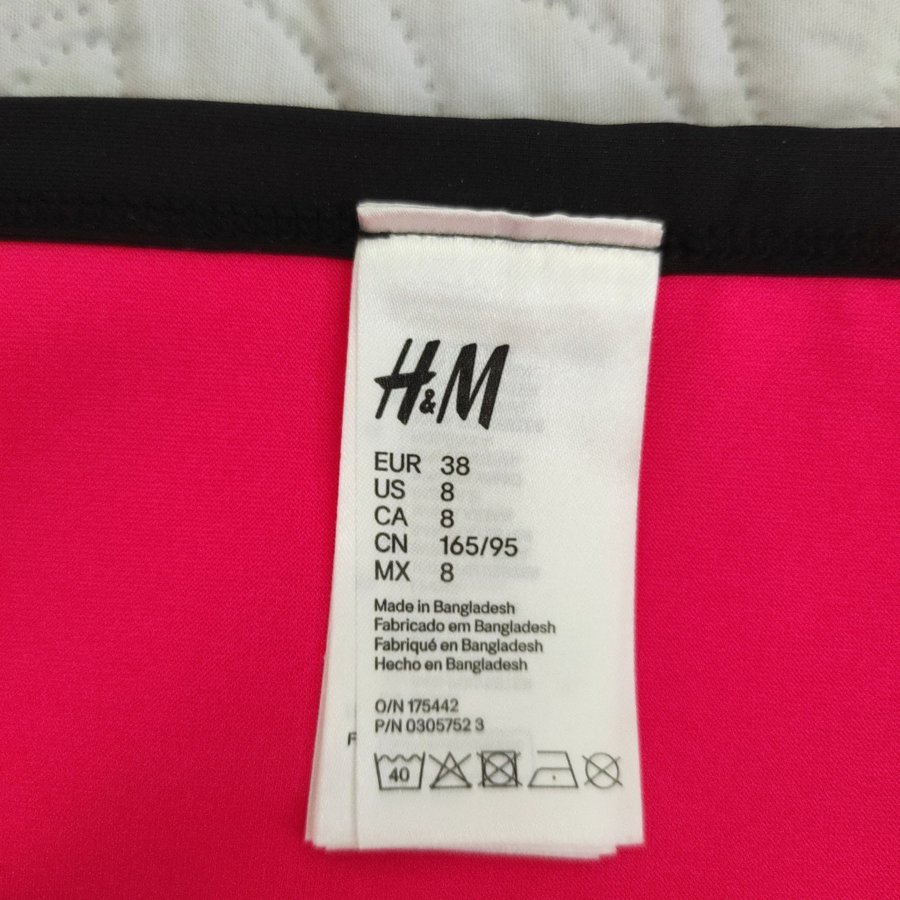 H&M
EUR 38
US 8
CA 8
CN 165/95
MX 8
Made in Bangladesh
Fabricado em Bangladesh
Fabriqué en Bangladesh
Hecho en Bangladesh
O/N 175442
P/N 0305752 3
F
40